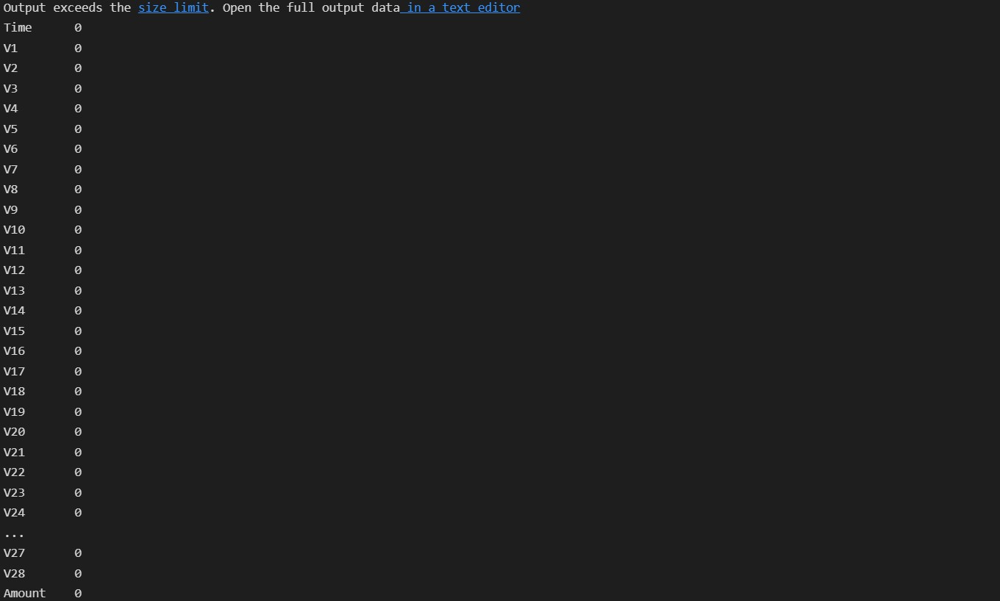 Output exceeds the size limit. Open the full output data in a text editor
Time 0
V1 0
V2 0
V3 0
V4 0
V5 0
V6 0
V7 0
V8 0
V9 0
V10 0
V11 0
V12 0
V13 0
V14 0
V15 0
V16 0
V17 0
V18 0
V19 0
V20 0
V21 0
V22 0
V23 0
V24 0
...
V27 0
V28 0
Amount 0